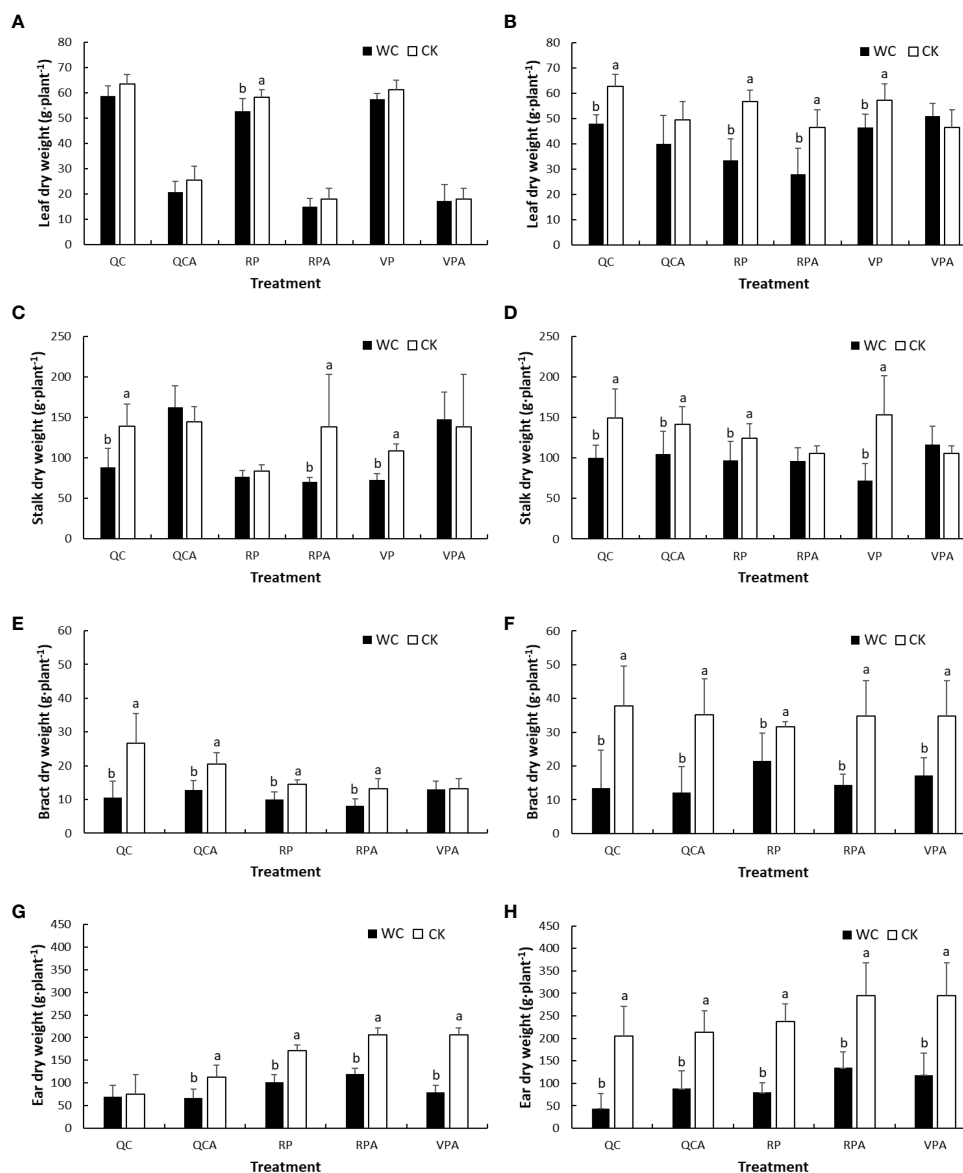 A
Leaf dry weight (g·plant-1)
80
70
60
50
40
30
20
10
0
WC CK
b a
QC QCA RP RPA VP VPA
Treatment
B
Leaf dry weight (g·plant-1)
80
70
60
50
40
30
20
10
0
WC CK
b a b a b a b a
QC QCA RP RPA VP VPA
Treatment
C
Stalk dry weight (g·plant-1)
250
200
150
100
50
0
WC CK
b a b a b a
QC QCA RP RPA VP VPA
Treatment
D
Stalk dry weight (g·plant-1)
250
200
150
100
50
0
WC CK
b a b a b a b a
QC QCA RP RPA VP VPA
Treatment
E
Bract dry weight (g·plant-1)
60
50
40
30
20
10
0
WC CK
b a b a b a b a
QC QCA RP RPA VPA
Treatment
F
Bract dry weight (g·plant-1)
60
50
40
30
20
10
0
WC CK
b a b a b a b a b a
QC QCA RP RPA VPA
Treatment
G
Ear dry weight (g·plant-1)
450
400
350
300
250
200
150
100
50
0
WC CK
b a b a b a b a
QC QCA RP RPA VPA
Treatment
H
Ear dry weight (g·plant-1)
450
400
350
300
250
200
150
100
50
0
WC CK
b a b a b a b a b a
QC QCA RP RPA VPA
Treatment